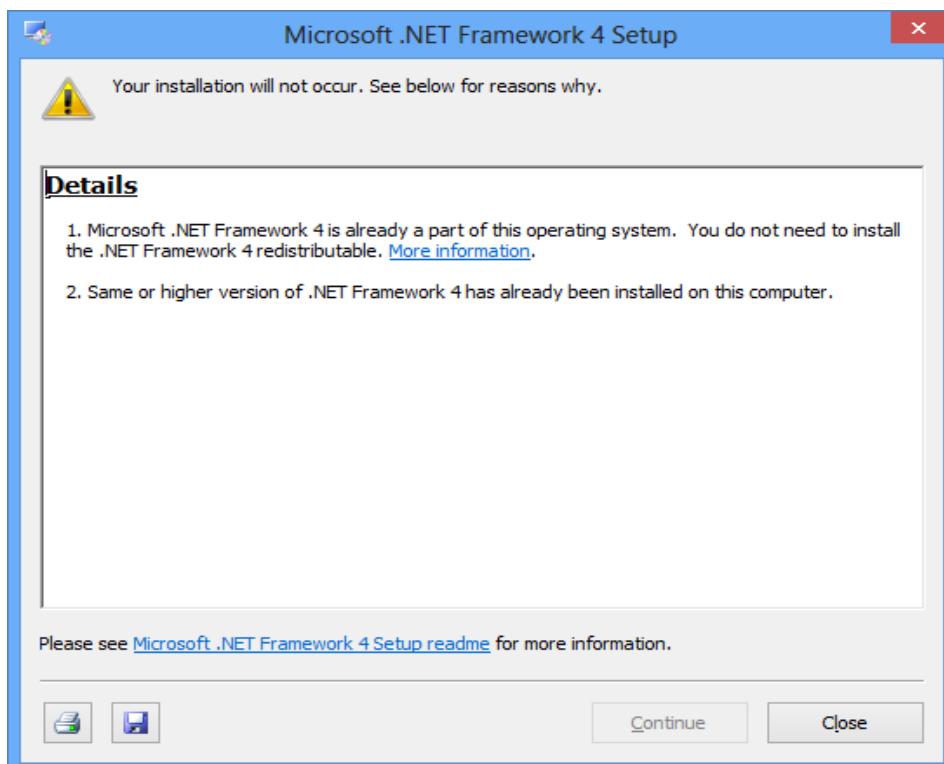 Microsoft .NET Framework 4 Setup
Your installation will not occur. See below for reasons why.
Details
1. Microsoft .NET Framework 4 is already a part of this operating system.  You do not need to install
the .NET Framework 4 redistributable. More information.
2. Same or higher version of .NET Framework 4 has already been installed on this computer.
Please see Microsoft .NET Framework 4 Setup readme for more information.
Continue
Close